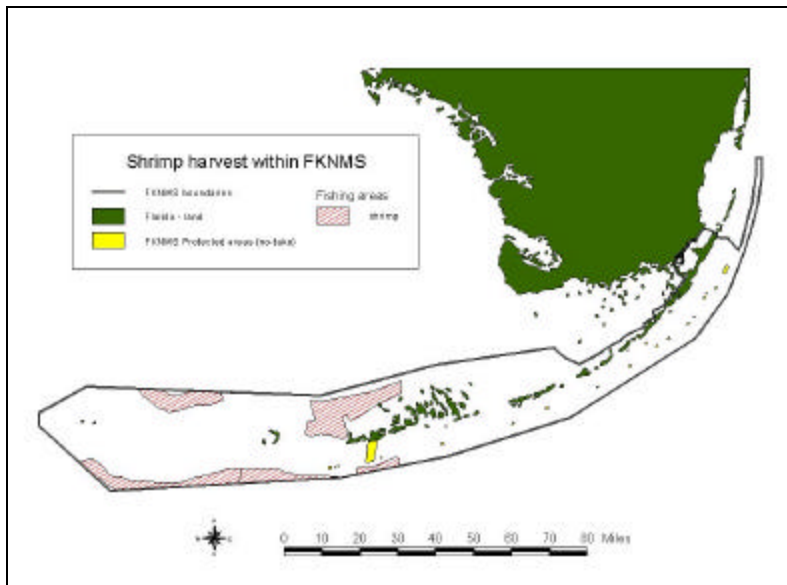 Shrimp harvest within FKNMS
FKNMS boundaries
Florida - land
FKNMS Protected areas (no-take)
Fishing areas
shrimp
0 10 20 30 40 50 60 70 80 Miles